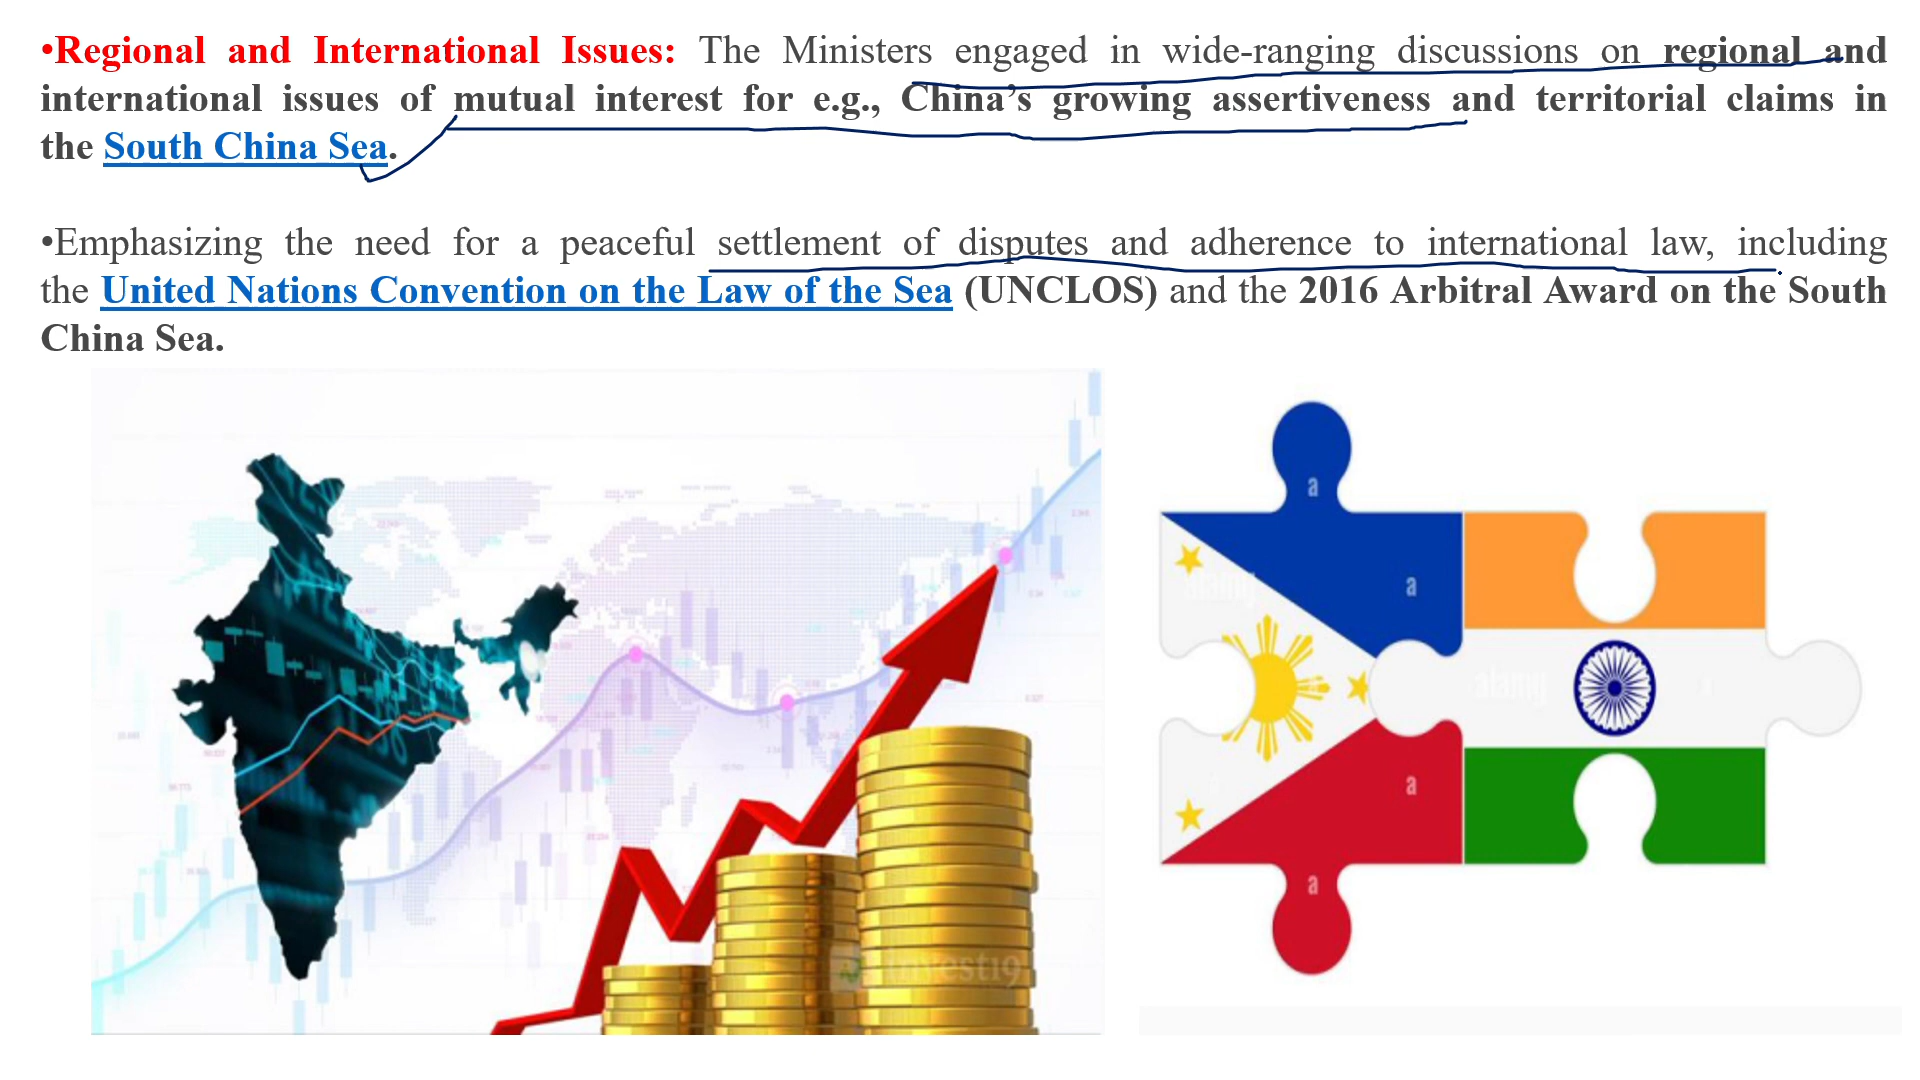 •Regional and International Issues: The Ministers engaged in wide-ranging discussions on regional and
international issues of mutual interest for e.g., China’s growing assertiveness and territorial claims in
the South China Sea.
•Emphasizing the need for a peaceful settlement of disputes and adherence to international law, including
the United Nations Convention on the Law of the Sea (UNCLOS) and the 2016 Arbitral Award on the South
China Sea.
a
a
alamy
a
a
invest19